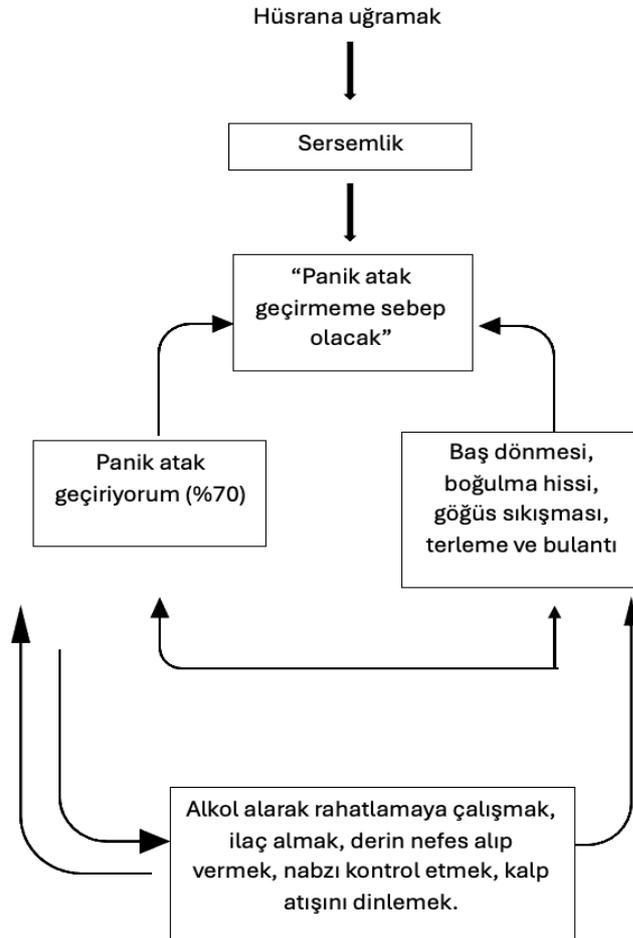 Hüsrana uğramak
Sersemlik
“Panik atak
geçirmeme sebep
olacak”
Panik atak
geçiriyorum (%70)
Baş dönmesi,
boğulma hissi,
göğüs sıkışması,
terleme ve bulantı
Alkol alarak rahatlamaya çalışmak,
ilaç almak, derin nefes alıp
vermek, nabzı kontrol etmek, kalp
atışını dinlemek.